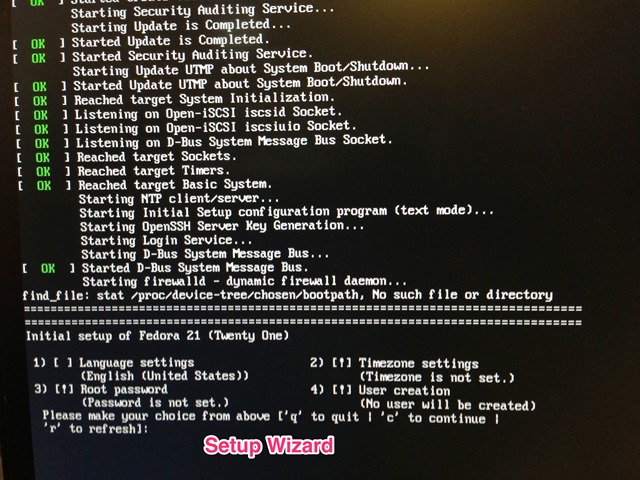 [ OK ] Started
Starting Security Auditing Service...
Starting Update is Completed...
[ OK ] Started Update is Completed.
[ OK ] Started Security Auditing Service.
Starting Update UTMP about System Boot/Shutdown...
[ OK ] Started Update UTMP about System Boot/Shutdown.
[ OK ] Reached target System Initialization.
[ OK ] Listening on Open-iSCSI iscsid Socket.
[ OK ] Listening on Open-iSCSI iscsiuio Socket.
[ OK ] Listening on D-Bus System Message Bus Socket.
[ OK ] Reached target Sockets.
[ OK ] Reached target Timers.
[ OK ] Reached target Basic System.
Starting NTP client/server...
Starting Initial Setup configuration program (text mode)...
Starting OpenSSH Server Key Generation...
Starting Login Service...
Starting D-Bus System Message Bus...
[ OK ] Started D-Bus System Message Bus.
Starting firewalld - dynamic firewall daemon...
find_file: stat /proc/device-tree/chosen/bootpath, No such file or directory
================================================================================
================================================================================
Initial setup of Fedora 21 (Twenty One)
1) [ ] Language settings 2) [!] Timezone settings
(English (United States)) (Timezone is not set.)
3) [!] Root password 4) [!] User creation
(Password is not set.) (No user will be created)
Please make your choice from above ['q' to quit | 'c' to continue |
'r' to refresh]:
Setup Wizard